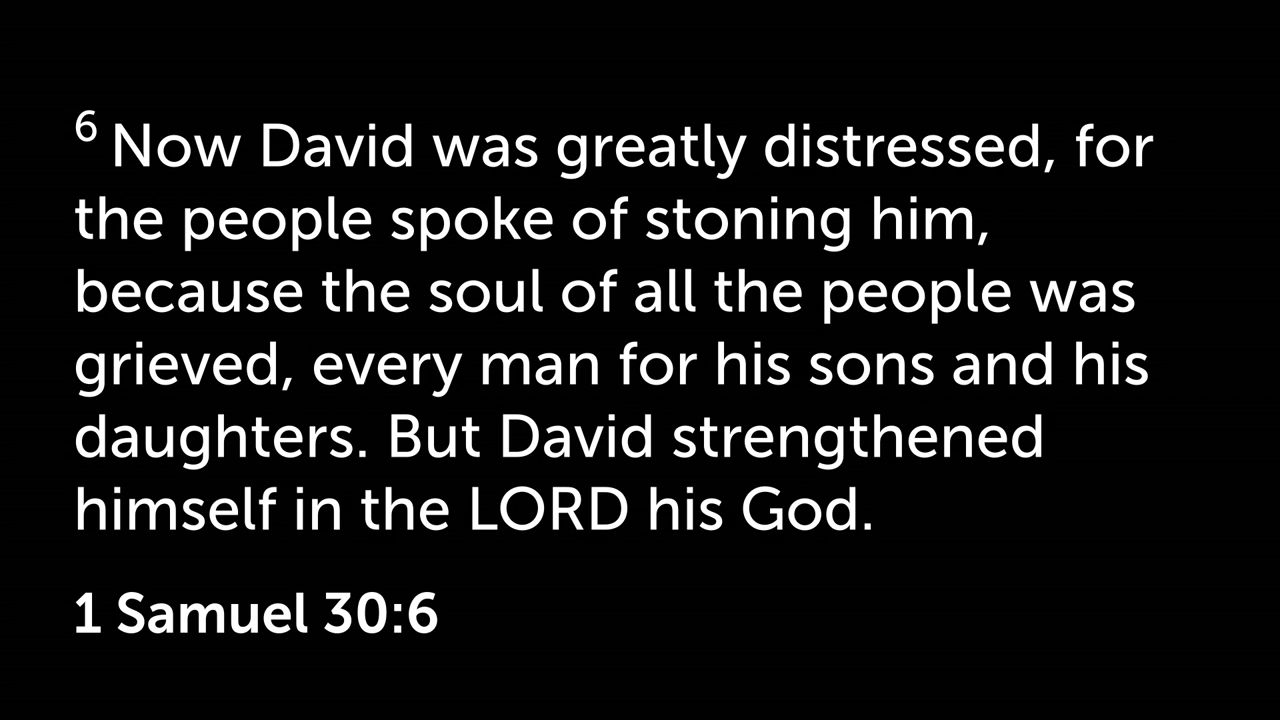 6 Now David was greatly distressed, for
the people spoke of stoning him,
because the soul of all the people was
grieved, every man for his sons and his
daughters. But David strengthened
himself in the LORD his God.
1 Samuel 30:6